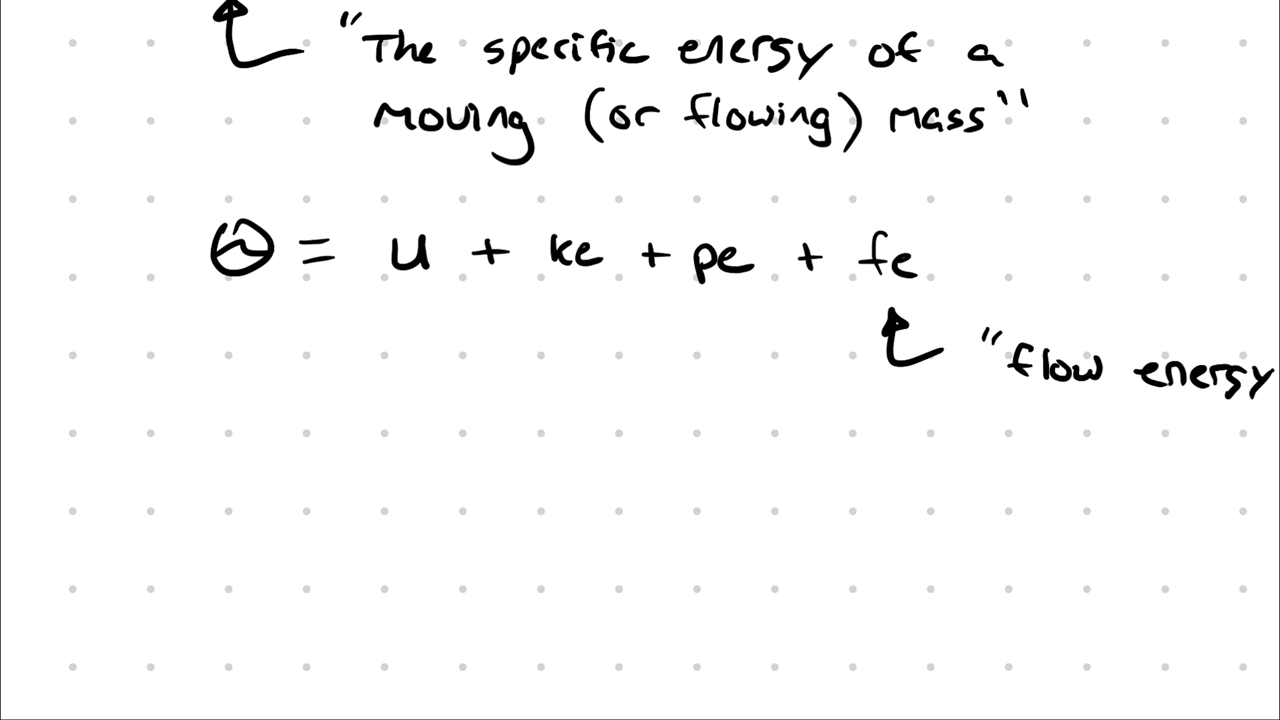 "The specific energy of a
moving (or flowing) mass"
θ = u + ke + pe + fe
"flow energy